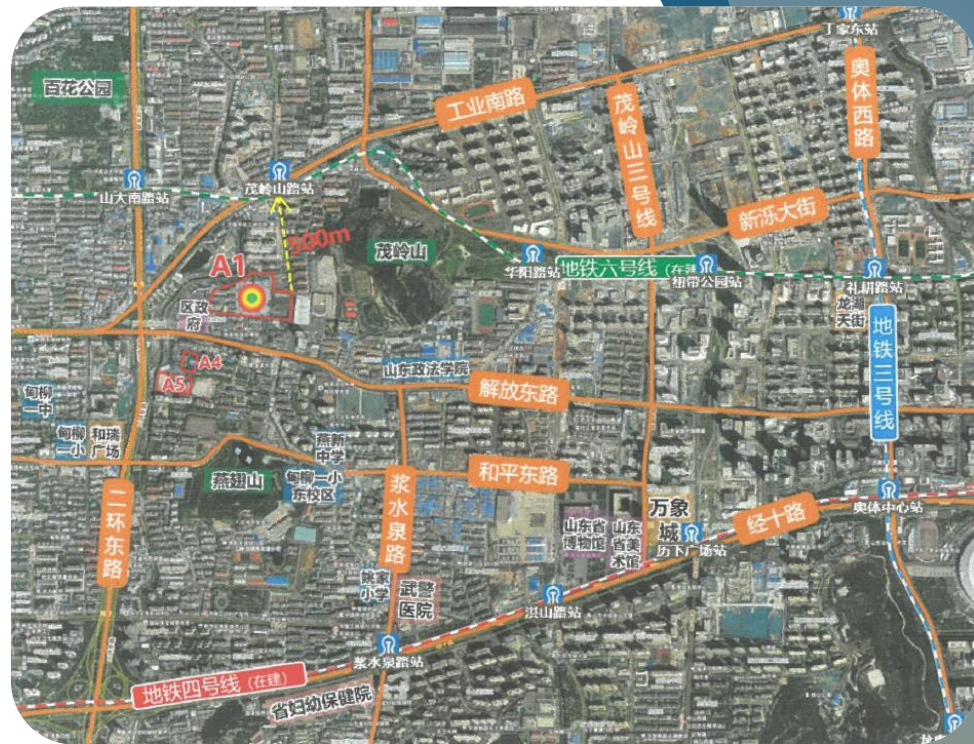 丁家东站
百花公园
奥体西路
工业南路
茂岭山三号线
茂岭山路站
山大南路站
新泺大街
500m
茂岭山
A1
华阳路站
地铁六号线（在建）
纽带公园站
礼耕路站
区政
府
龙湖
天街
地铁三号线
A4
A5
山东政法学院
解放东路
甸柳
一中
甸柳
一小
和瑞
广场
燕新
中学
和平东路
燕翅山
甸柳一小
东校区
浆水泉路
二环东路
奥体中心站
万象
城
经十路
山东省
博物馆
山东
省美
术馆
历下广场站
姚家
小学
武警
医院
洪山路站
浆水泉路站
地铁四号线（在建）
省妇幼保健院